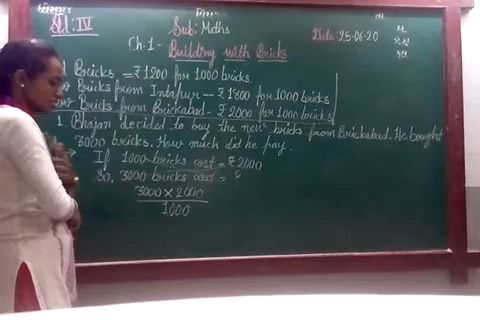 Std: IV
Sub: Maths
Date: 25-06-20
Ch.1- Building with Bricks
Bricks = ₹1200 for 1000 bricks.
Bricks from Intapur - ₹1800 for 1000 bricks
Bricks from Brickabad - ₹2000 for 1000 bricks.
1. Bhajan decided to buy the new bricks from Brickabad. He bought
3000 bricks. How much did he pay.
If 1000 bricks cost = ₹2000
So, 3000 bricks cost = ?
3000 × 2000
1000